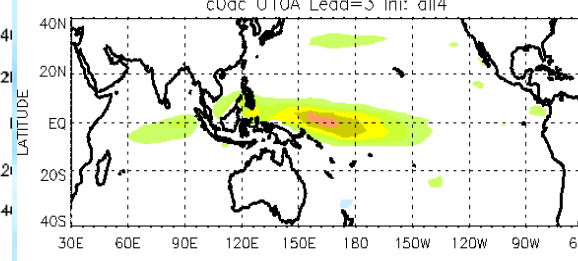 c0ac U10A Lead=3 Ini: all4
40N
20N
EQ
20S
40S
LATITUDE
30E 60E 90E 120E 150E 180 150W 120W 90W